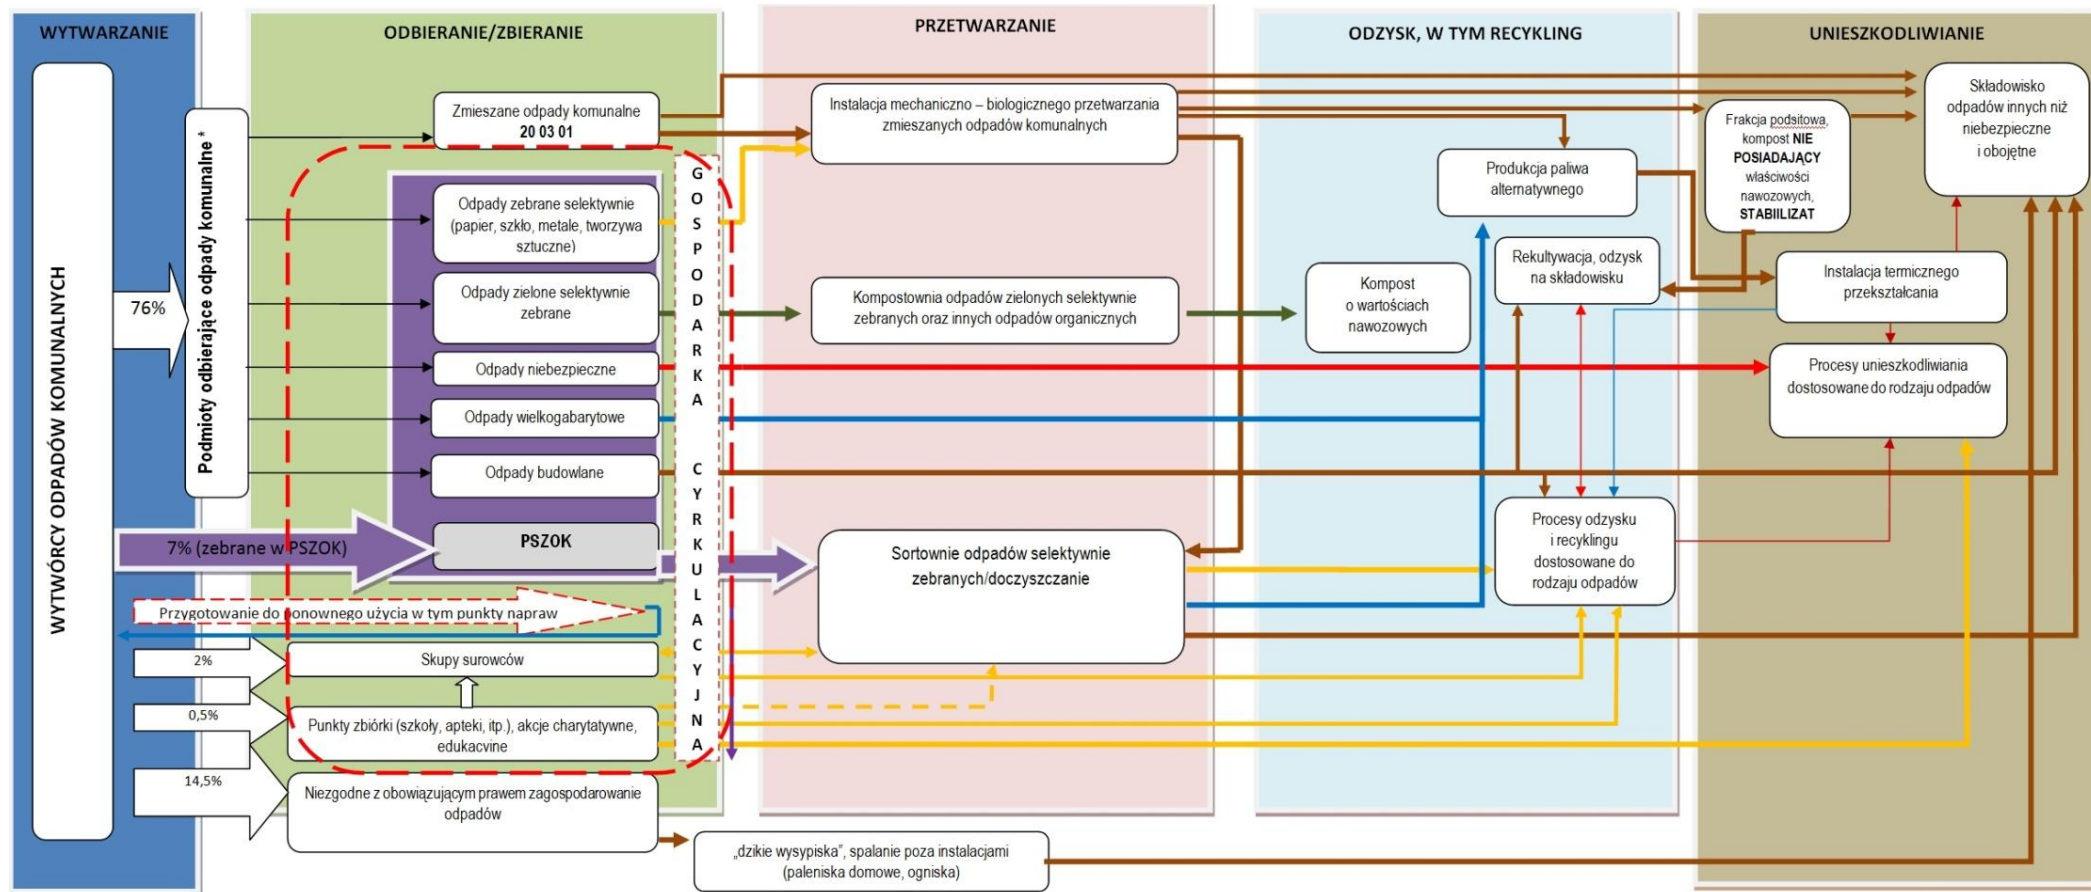 WYTWARZANIE
WYTWÓRCY ODPADÓW KOMUNALNYCH
76%
7% (zebrane w PSZOK)
Przygotowanie do ponownego użycia w tym punkty napraw
2%
0,5%
14,5%
ODBIERANIE/ZBIERANIE
Podmioty odbierające odpady komunalne *
Zmieszane odpady komunalne
20 03 01
Odpady zebrane selektywnie
(papier, szkło, metale, tworzywa
sztuczne)
Odpady zielone selektywnie
zebrane
Odpady niebezpieczne
Odpady wielkogabarytowe
Odpady budowlane
PSZOK
Skupy surowców
Punkty zbiórki (szkoły, apteki, itp.), akcje charytatywne,
edukacyjne
Niezgodne z obowiązującym prawem zagospodarowanie
odpadów
GOSPODARKA CYRKULACYJNA
PRZETWARZANIE
Instalacja mechaniczno – biologicznego przetwarzania
zmieszanych odpadów komunalnych
Kompostownia odpadów zielonych selektywnie
zebranych oraz innych odpadów organicznych
Sortownie odpadów selektywnie
zebranych/doczyszczanie
„dzikie wysypiska”, spalanie poza instalacjami
(paleniska domowe, ogniska)
ODZYSK, W TYM RECYKLING
Produkcja paliwa
alternatywnego
Rekultywacja, odzysk
na składowisku
Kompost
o wartościach
nawozowych
Procesy odzysku
i recyklingu
dostosowane do
rodzaju odpadów
UNIESZKODLIWIANIE
Składowisko
odpadów innych niż
niebezpieczne
i obojętne
Frakcja podsitowa,
kompost NIE
POSIADAJĄCY
właściwości
nawozowych,
STABIILIZAT
Instalacja termicznego
przekształcania
Procesy unieszkodliwiania
dostosowane do rodzaju odpadów